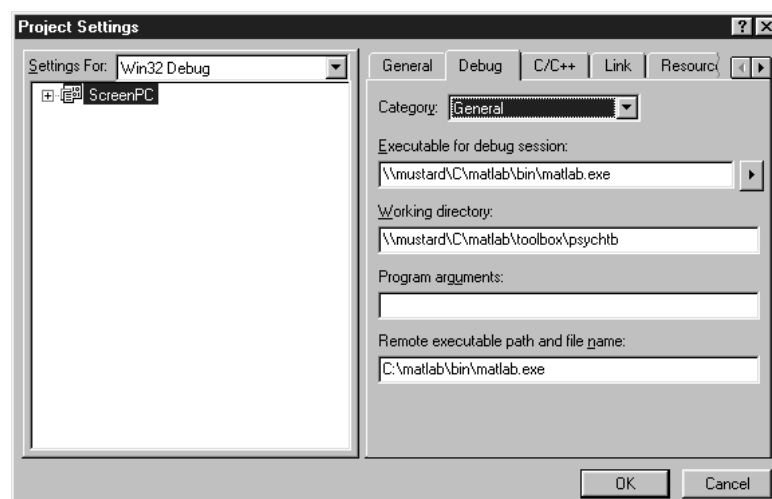 Project Settings
Settings For: Win32 Debug
ScreenPC
General Debug C/C++ Link Resourc
Category: General
Executable for debug session:
\\mustard\C\matlab\bin\matlab.exe
Working directory:
\\mustard\C\matlab\toolbox\psychtb
Program arguments:
Remote executable path and file name:
C:\matlab\bin\matlab.exe
OK Cancel